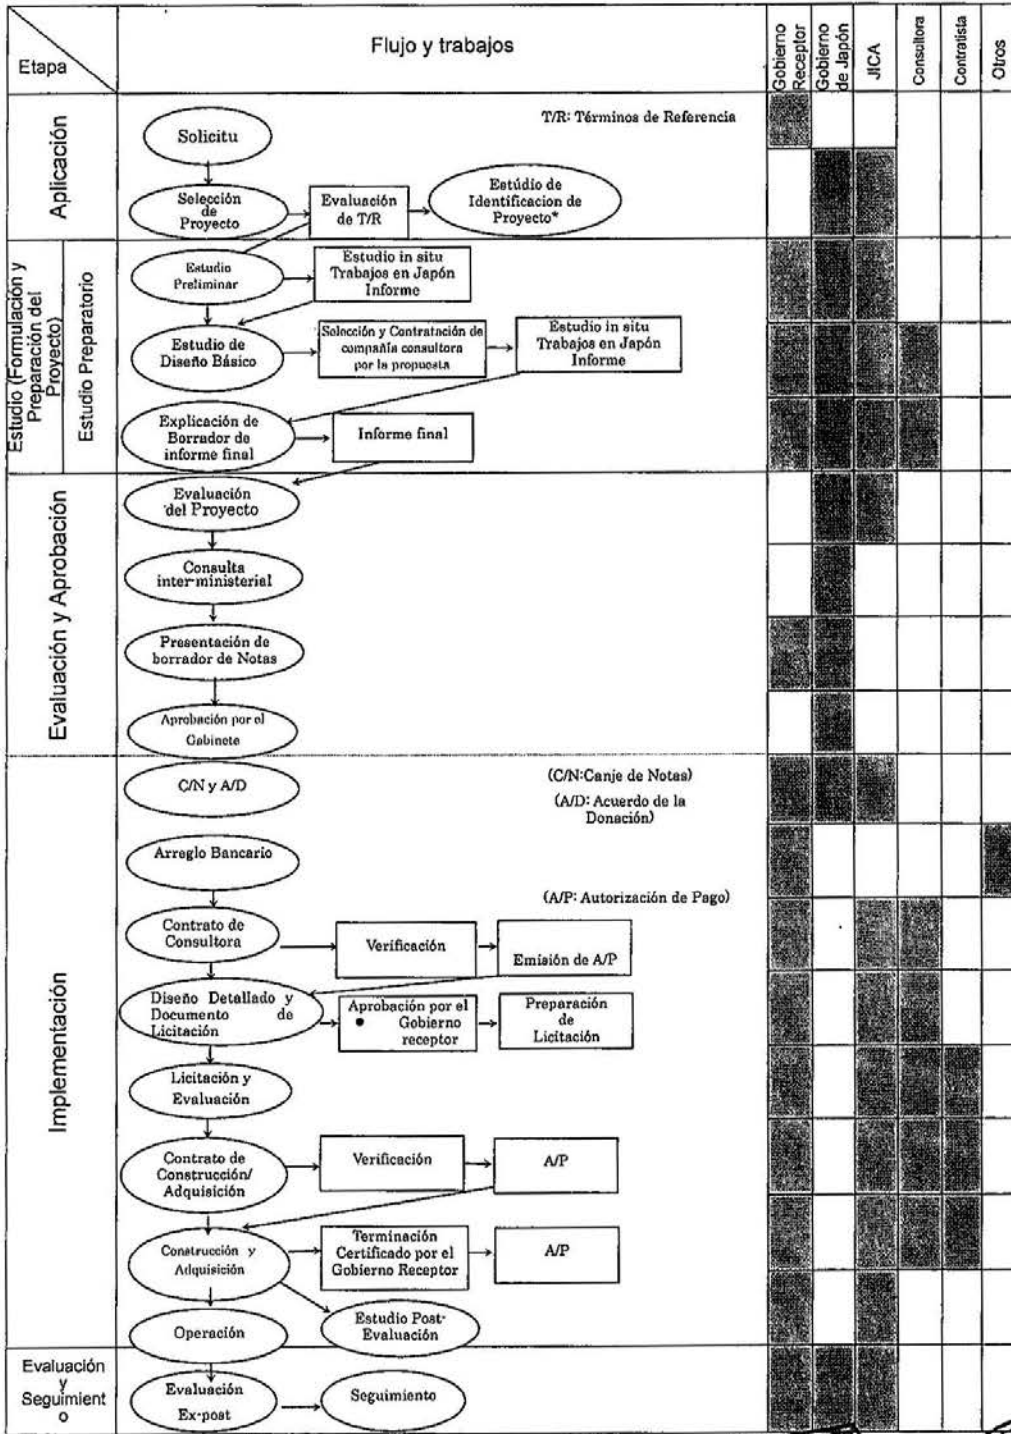 Etapa
Flujo y trabajos
Gobierno
Receptor
Gobierno
de Japón
JICA
Consultora
Contratista
Otros
Aplicación
Solicitu
T/R: Términos de Referencia
Selección
de
Proyecto
Evaluación
de T/R
Estúdio de
Identificacion de
Proyecto*
Estudio (Formulación y
Preparación del
Proyecto)
Estudio Preparatorio
Estudio
Preliminar
Estudio in situ
Trabajos en Japón
Informe
Estudio de
Diseño Básico
Selección y Contratación de
compañía consultora
por la propuesta
Estudio in situ
Trabajos en Japón
Informe
Explicación de
Borrador de
informe final
Informe final
Evaluación y Aprobación
Evaluación
del Proyecto
Consulta
inter-ministerial
Presentación de
borrador de Notas
Aprobación por el
Gabinete
Implementación
C/N y A/D
(C/N:Canje de Notas)
(A/D: Acuerdo de la
Donación)
Arreglo Bancario
(A/P: Autorización de Pago)
Contrato de
Consultora
Verificación
Emisión de A/P
Diseño Detallado y
Documento de
Licitación
Aprobación por el
• Gobierno
receptor
Preparación
de
Licitación
Licitación y
Evaluación
Contrato de
Construcción/
Adquisición
Verificación
A/P
Construcción y
Adquisición
Terminación
Certificado por el
Gobierno Receptor
A/P
Operación
Estudio Post-
Evaluación
Evaluación
y
Seguimient
o
Evaluación
Ex-post
Seguimiento